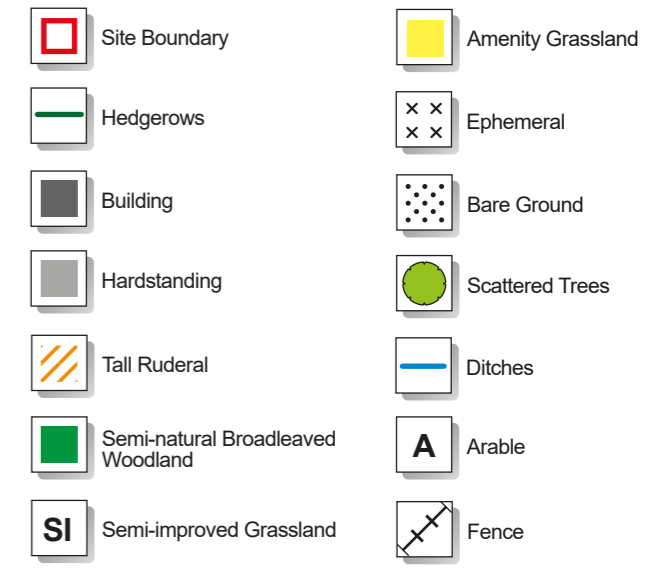 Site Boundary
Hedgerows
Building
Hardstanding
Tall Ruderal
Semi-natural Broadleaved
Woodland
SI Semi-improved Grassland
Amenity Grassland
Ephemeral
Bare Ground
Scattered Trees
Ditches
A Arable
Fence